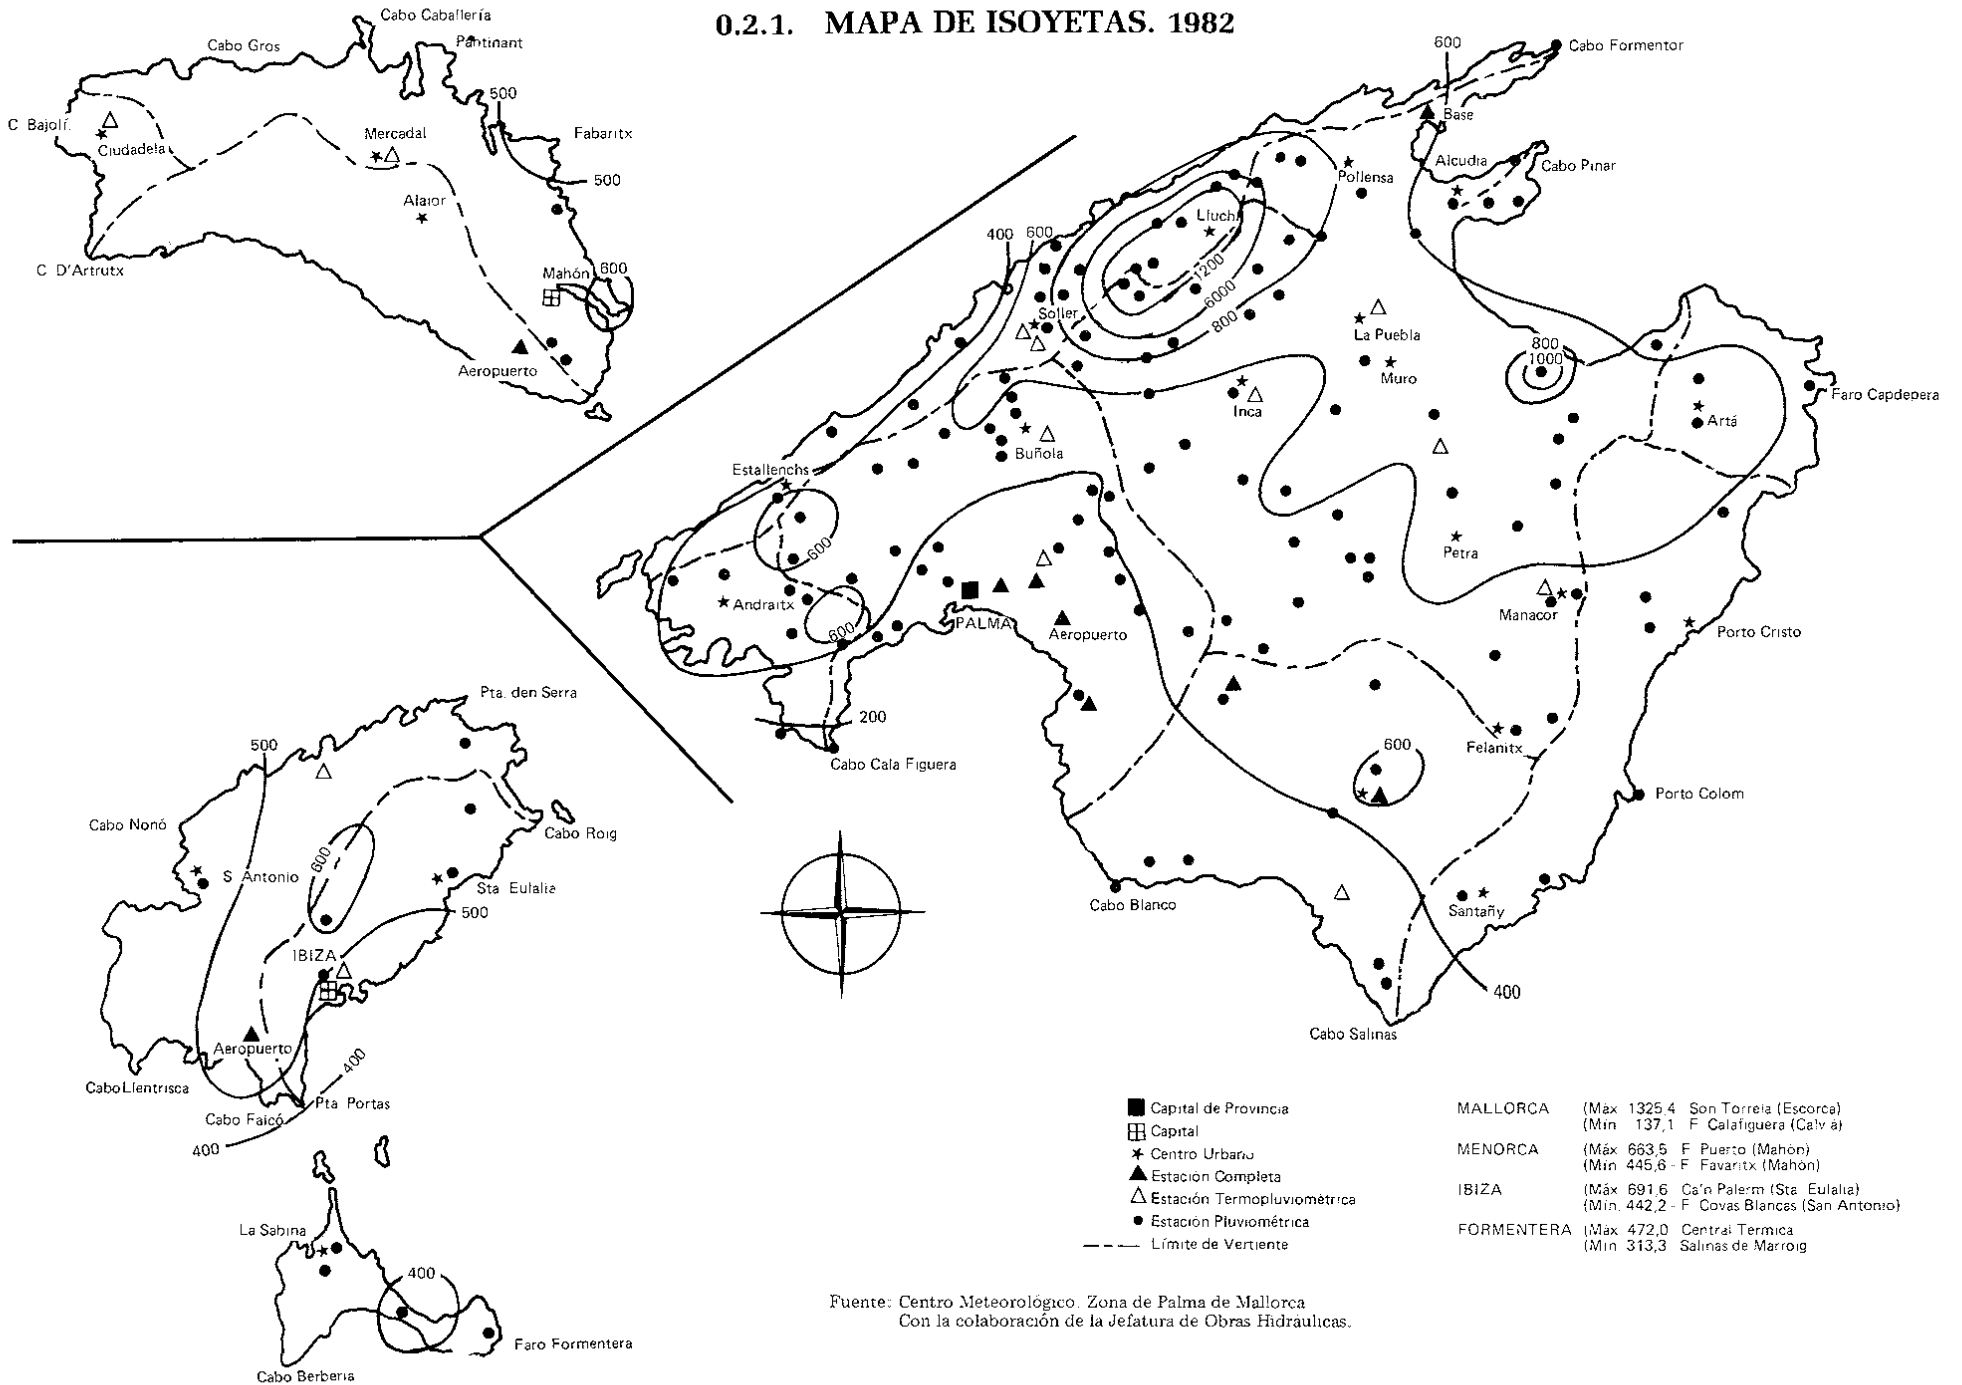 0.2.1. MAPA DE ISOYETAS. 1982
Cabo Caballería
Pantinant
Cabo Gros
500
Fabaritx
C Bajolí.
Ciudadela
Mercadal
500
Alaior
C D'Artrutx
Mahón
600
Aeropuerto
600
Cabo Formentor
Base
Alcudia
Cabo Pinar
Pollensa
Lluch
400
600
1200
6000
800
Soller
La Puebla
Muro
800
1000
Inca
Faro Capdepera
Artá
Buñola
Estallenchs
600
Petra
Andraitx
600
PALMA
Aeropuerto
Manacor
Porto Cristo
200
Cabo Cala Figuera
Felanitx
600
Porto Colom
Cabo Blanco
Santañy
400
Cabo Salinas
Pta. den Serra
500
Cabo Nonó
Cabo Roig
600
S Antonio
Sta Eulalia
500
IBIZA
Aeropuerto
400
Cabo Llentrisca
Pta Portas
Cabo Falcó
400
La Sabina
400
Faro Formentera
Cabo Berberia
Capital de Provincia
Capital
Centro Urbano
Estación Completa
Estación Termopluviométrica
Estación Pluviométrica
Límite de Vertiente
MALLORCA (Máx 1325,4 Son Torrela (Escorca)
(Mín 137,1 F Calafiguera (Calviá)
MENORCA (Máx 663,5 F Puerto (Mahón)
(Mín 445,6 - F Favaritx (Mahón)
IBIZA (Máx 691,6 Ca'n Palerm (Sta Eulalia)
(Mín. 442,2 - F Covas Blancas (San Antonio)
FORMENTERA (Máx 472,0 Central Térmica
(Mín 313,3 Salinas de Marroig
Fuente: Centro Meteorológico. Zona de Palma de Mallorca
Con la colaboración de la Jefatura de Obras Hidráulicas.